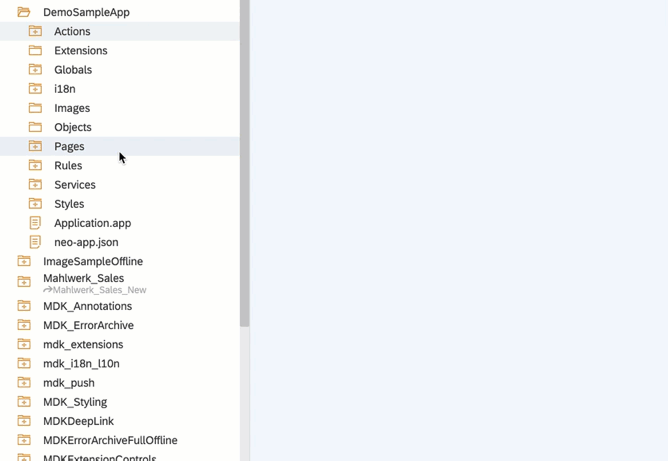 DemoSampleApp
Actions
Extensions
Globals
i18n
Images
Objects
Pages
Rules
Services
Styles
Application.app
neo-app.json
ImageSampleOffline
Mahlwerk_Sales
Mahlwerk_Sales_New
MDK_Annotations
MDK_ErrorArchive
mdk_extensions
mdk_i18n_l10n
mdk_push
MDK_Styling
MDKDeepLink
MDKErrorArchiveFullOffline
MDKExtensionControls